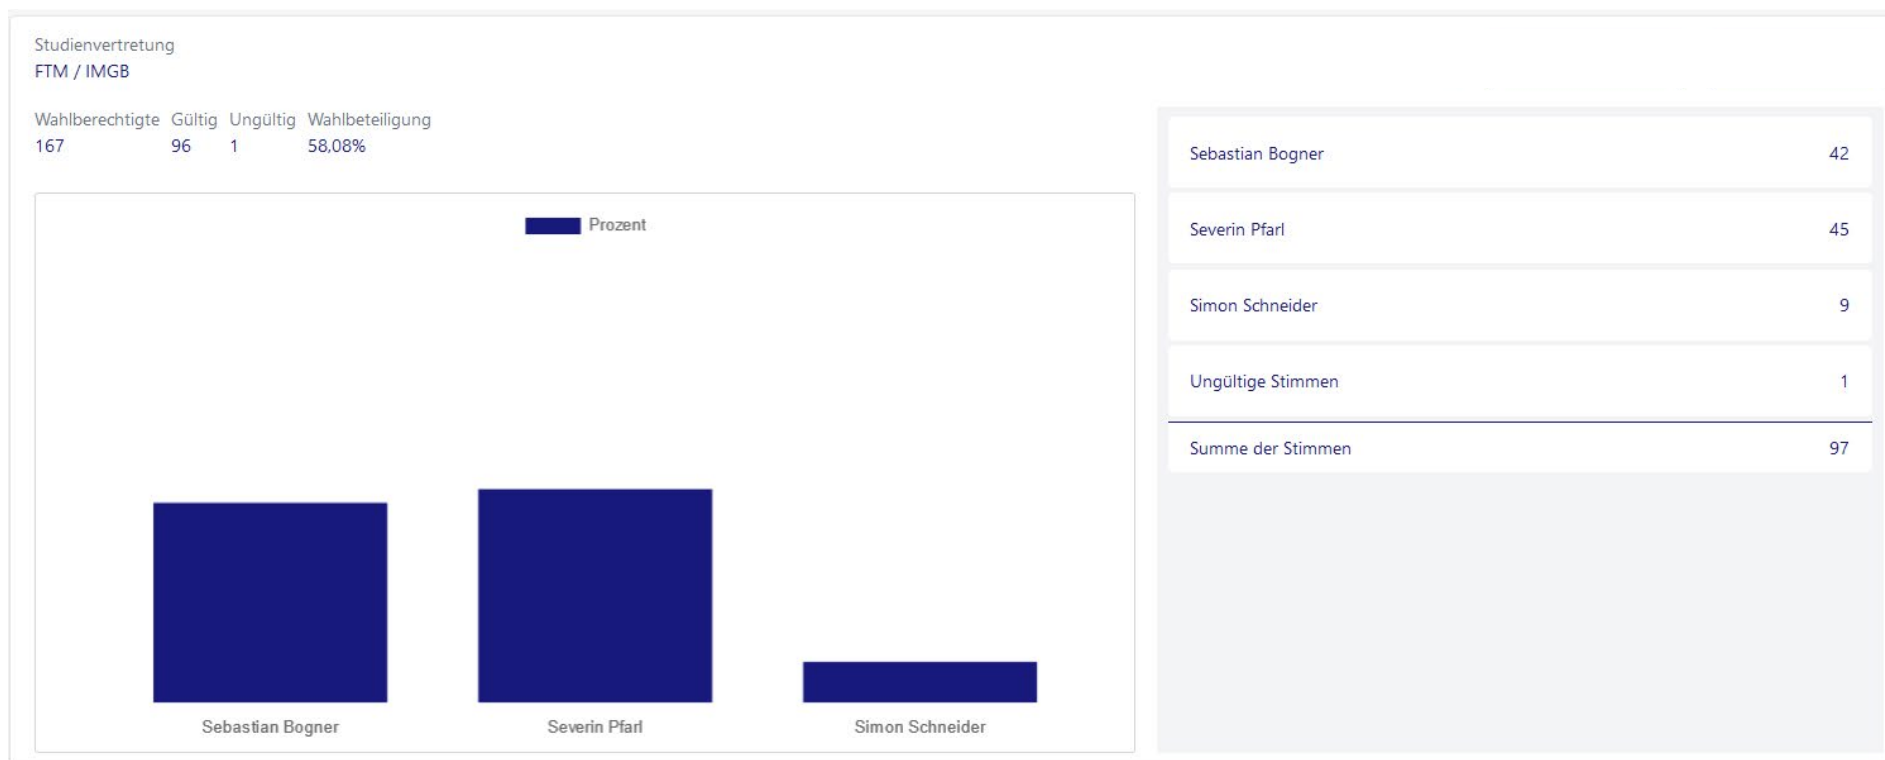 Studienvertretung
FTM / IMGB
Wahlberechtigte Gültig Ungültig Wahlbeteiligung
167 96 1 58,08%
Prozent
Sebastian Bogner Severin Pfarl Simon Schneider
Sebastian Bogner 42
Severin Pfarl 45
Simon Schneider 9
Ungültige Stimmen 1
Summe der Stimmen 97